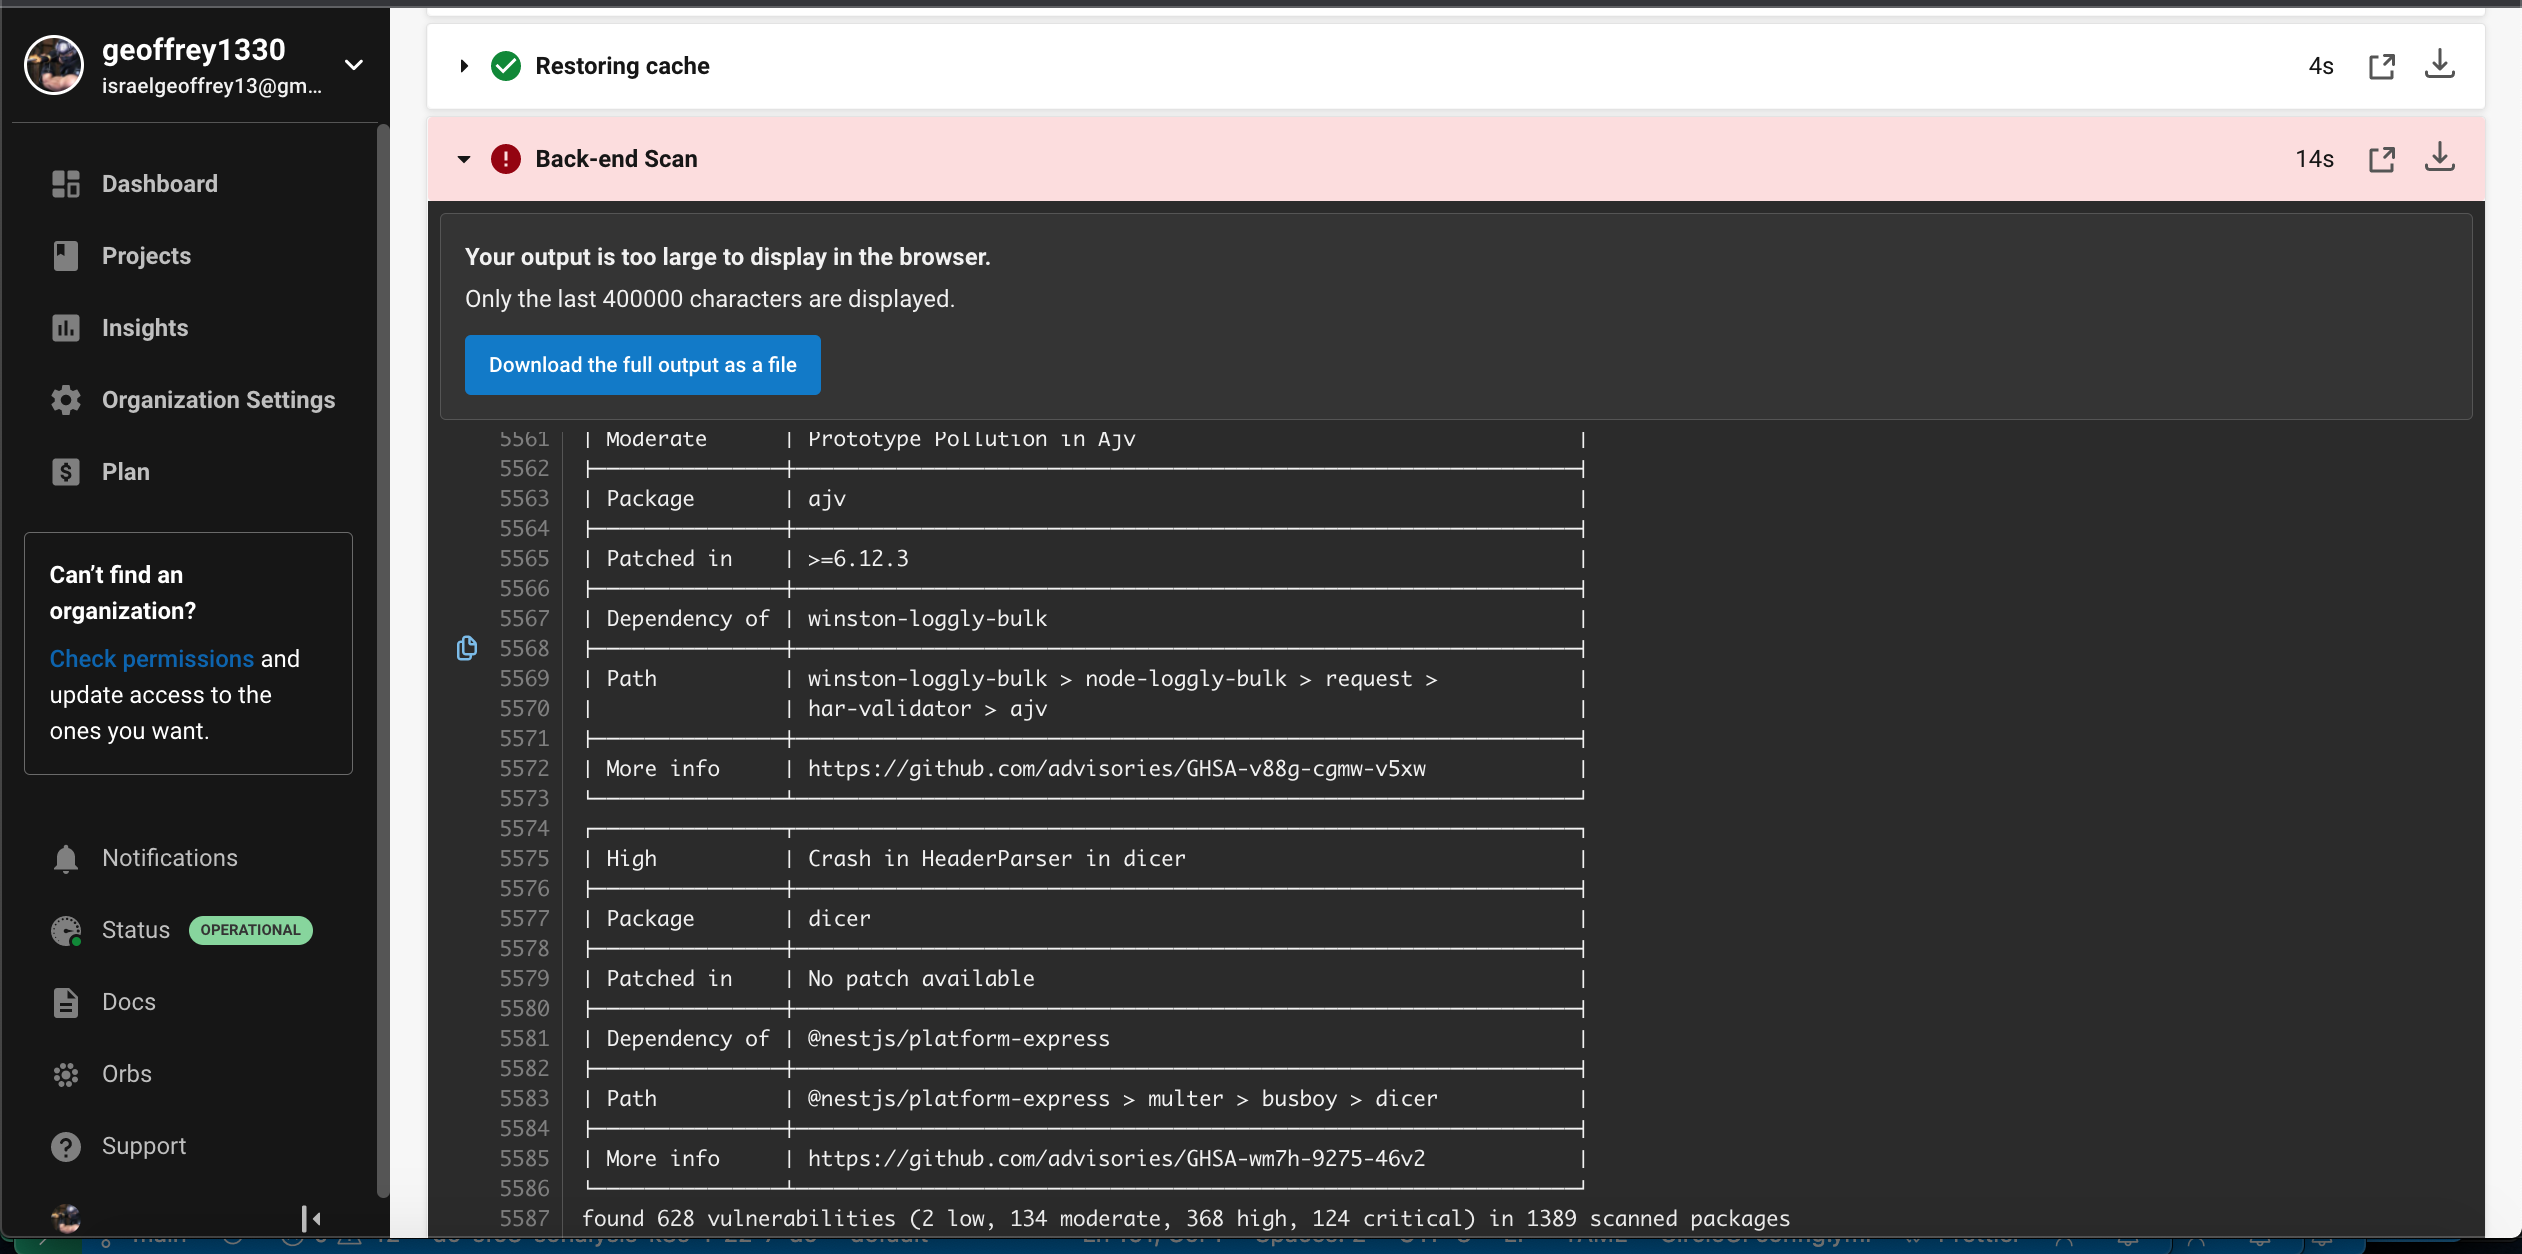 geoffrey1330
israelgeoffrey13@gm...
Dashboard
Projects
Insights
Organization Settings
Plan
Can't find an
organization?
Check permissions and
update access to the
ones you want.
Notifications
Status OPERATIONAL
Docs
Orbs
Support
Restoring cache 4s
Back-end Scan 14s
Your output is too large to display in the browser.
Only the last 400000 characters are displayed.
Download the full output as a file
5561 | Moderate | Prototype Pollution in Ajv |
5562
5563 | Package | ajv |
5564
5565 | Patched in | >=6.12.3 |
5566
5567 | Dependency of | winston-loggly-bulk |
5568
5569 | Path | winston-loggly-bulk > node-loggly-bulk > request > |
5570 | | har-validator > ajv |
5571
5572 | More info | https://github.com/advisories/GHSA-v88g-cgmw-v5xw |
5573
5574
5575 | High | Crash in HeaderParser in dicer |
5576
5577 | Package | dicer |
5578
5579 | Patched in | No patch available |
5580
5581 | Dependency of | @nestjs/platform-express |
5582
5583 | Path | @nestjs/platform-express > multer > busboy > dicer |
5584
5585 | More info | https://github.com/advisories/GHSA-wm7h-9275-46v2 |
5586
5587 found 628 vulnerabilities (2 low, 134 moderate, 368 high, 124 critical) in 1389 scanned packages